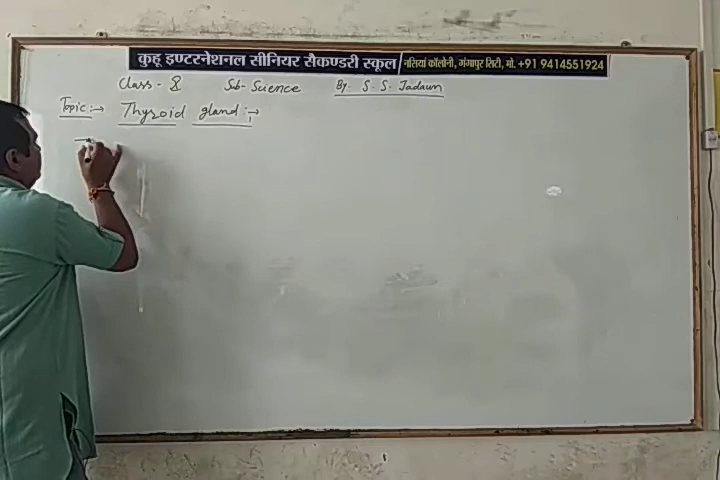 कुहू इण्टरनेशनल सीनियर सैकण्डरी स्कूल नलियां कॉलोनी, गंगापुर सिटी, मो. +91 9414551924
Class - 8 Sub- Science By:- S. S. Jadaun
Topic:→ Thyroid gland:→